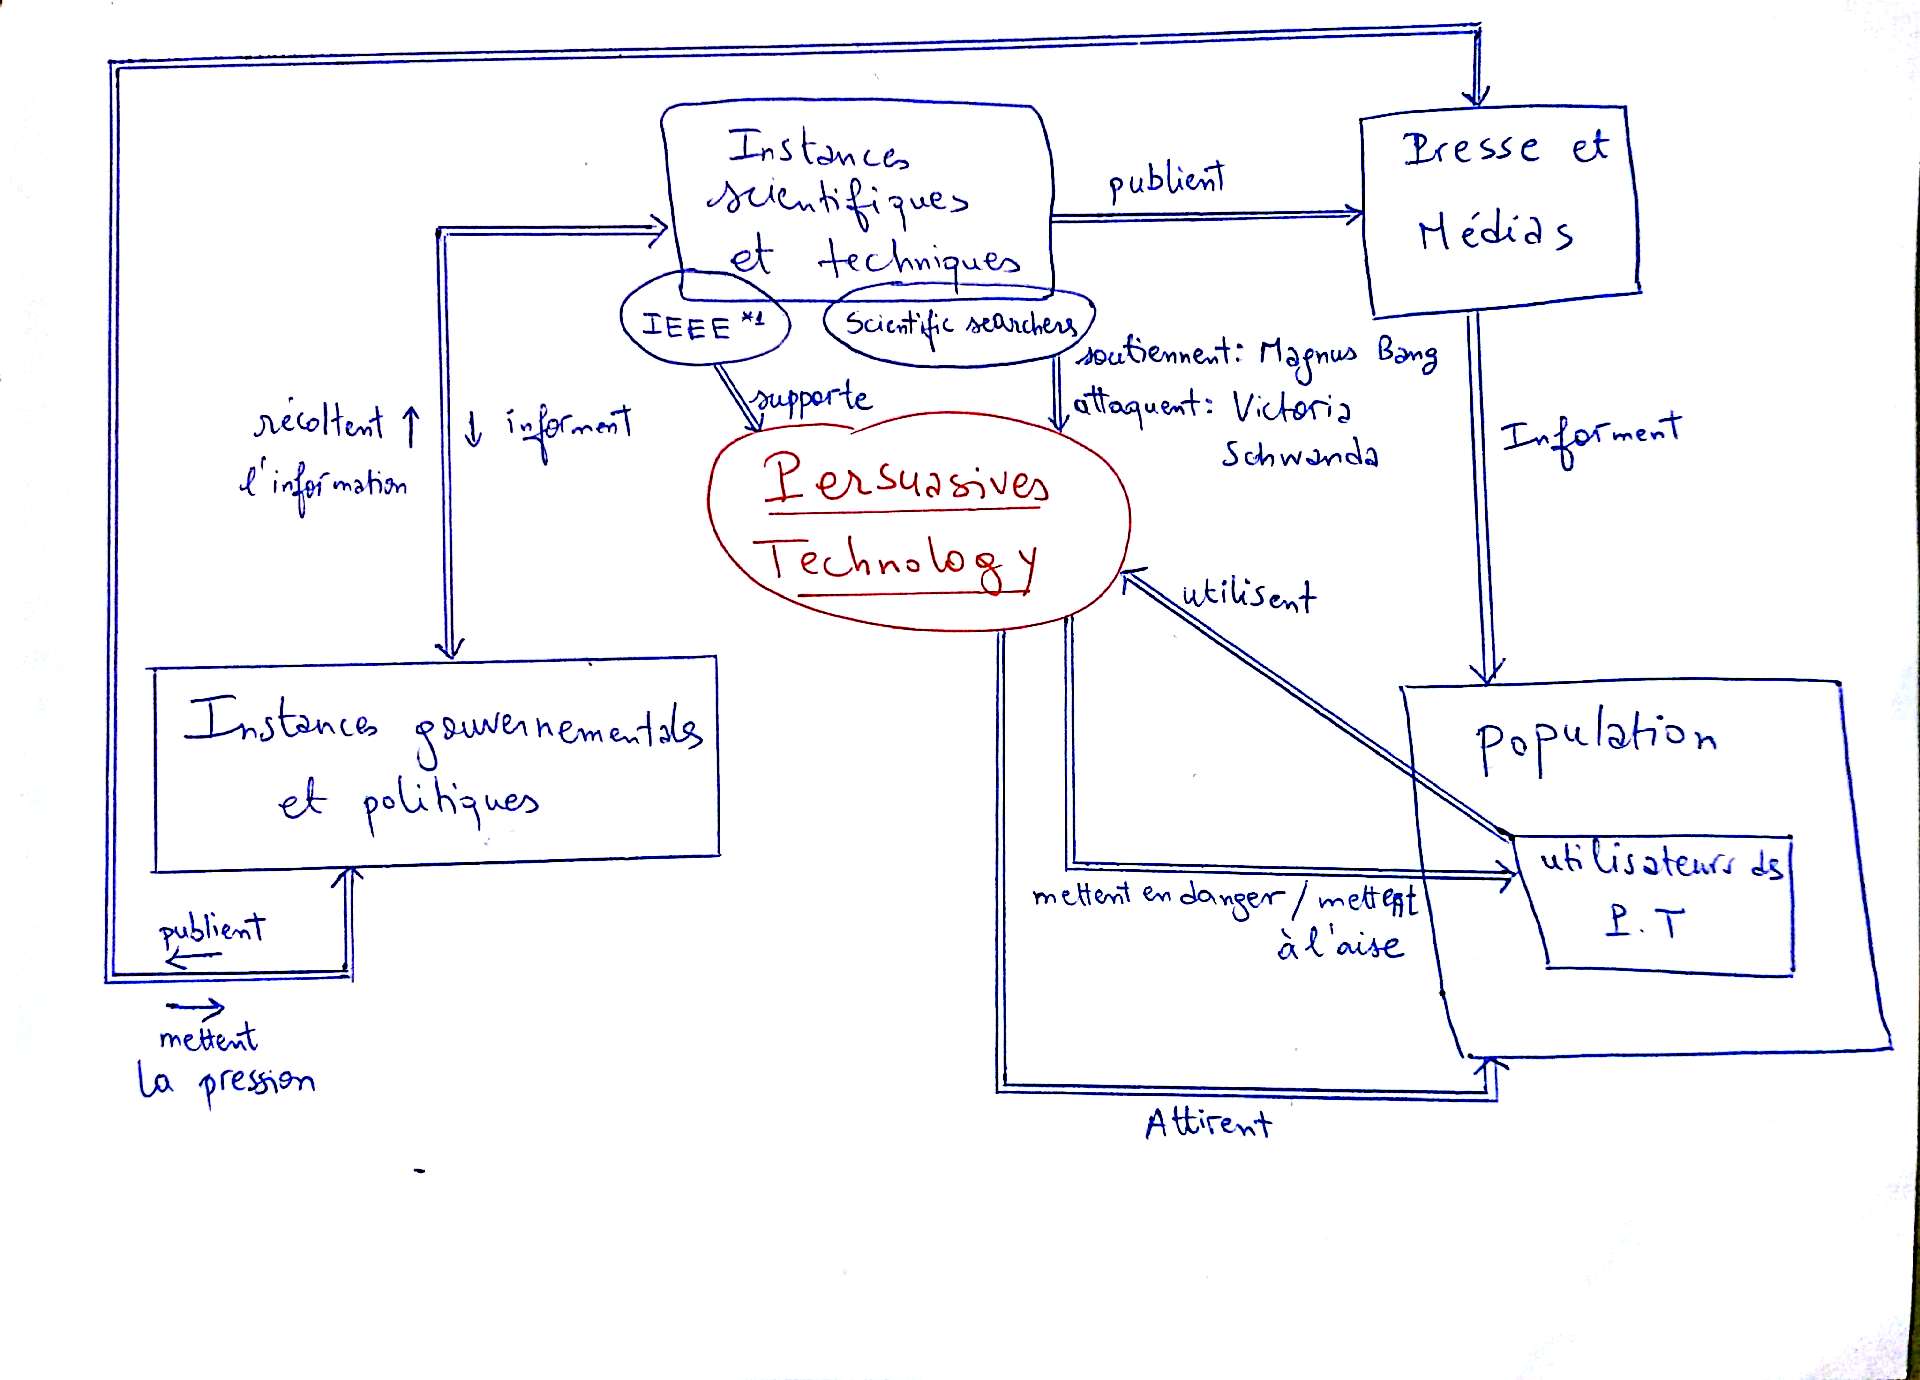 Instances
scientifiques
et techniques
publient
Presse et
Médias
IEEE *1
Scientific searchers
supporte
soutiennent: Magnus Bang
attaquent: Victoria
Schwanda
récoltent ↑
l'information
↓ informent
Informent
Persuasives
Technology
utilisent
Instances gouvernementals
et politiques
Population
utilisateurs ds
P.T
mettent en danger / mettent
à l'aise
publient
←
→
mettent
la pression
Attirent